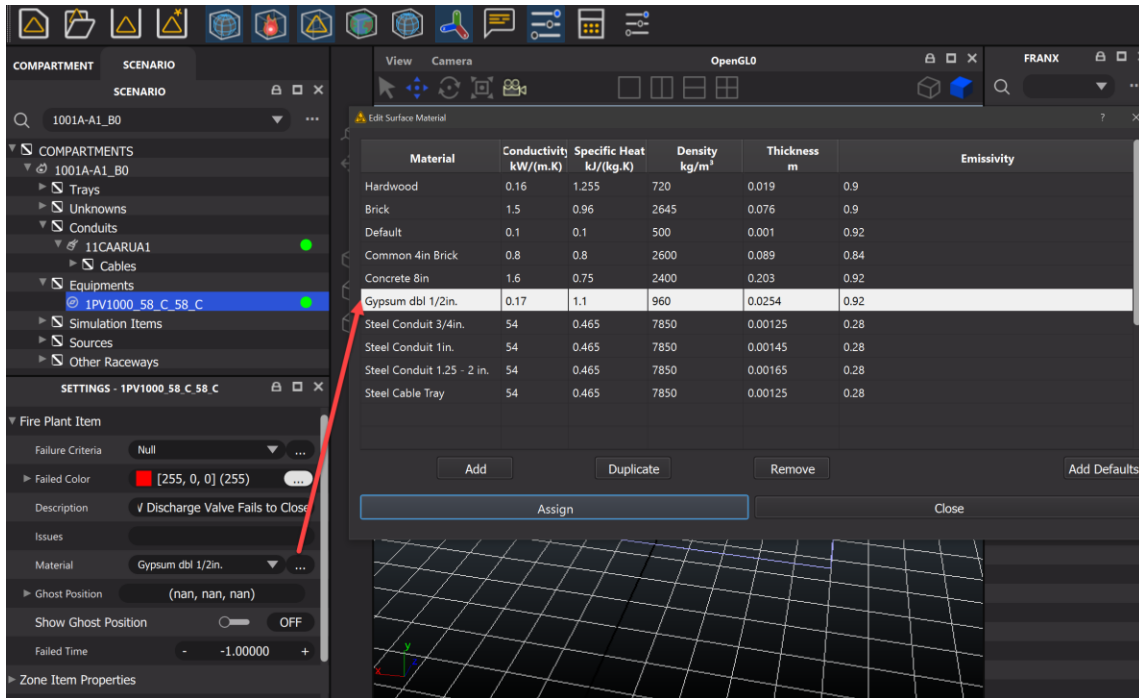 COMPARTMENT SCENARIO
SCENARIO
1001A-A1_B0
COMPARTMENTS
1001A-A1_B0
Trays
Unknowns
Conduits
11CAARUA1
Cables
Equipments
1PV1000_58_C_58_C
Simulation Items
Sources
Other Raceways
SETTINGS - 1PV1000_58_C_58_C
Fire Plant Item
Failure Criteria Null ...
Failed Color [255, 0, 0] (255) ...
Description / Discharge Valve Fails to Close
Issues
Material Gypsum dbl 1/2in. ...
Ghost Position (nan, nan, nan)
Show Ghost Position OFF
Failed Time - -1.00000 +
Zone Item Properties
View Camera OpenGL0
FRANX
Edit Surface Material ?
Material Conductivity kW/(m.K) Specific Heat kJ/(kg.K) Density kg/m³ Thickness m Emissivity
Hardwood 0.16 1.255 720 0.019 0.9
Brick 1.5 0.96 2645 0.076 0.9
Default 0.1 0.1 500 0.001 0.92
Common 4in Brick 0.8 0.8 2600 0.089 0.84
Concrete 8in 1.6 0.75 2400 0.203 0.92
Gypsum dbl 1/2in. 0.17 1.1 960 0.0254 0.92
Steel Conduit 3/4in. 54 0.465 7850 0.00125 0.28
Steel Conduit 1in. 54 0.465 7850 0.00145 0.28
Steel Conduit 1.25 - 2 in. 54 0.465 7850 0.00165 0.28
Steel Cable Tray 54 0.465 7850 0.00125 0.28
Add Duplicate Remove Add Defaults
Assign Close
y
x